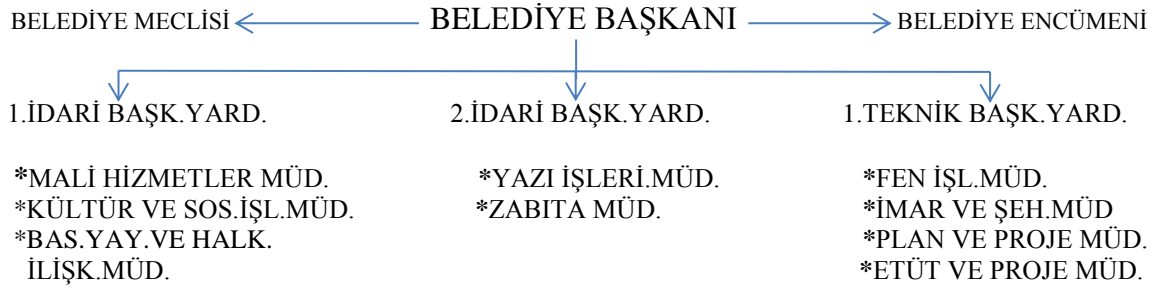 BELEDİYE MECLİSİ BELEDİYE BAŞKANI BELEDİYE ENCÜMENİ
1.İDARİ BAŞK.YARD. 2.İDARİ BAŞK.YARD. 1.TEKNİK BAŞK.YARD.
*MALİ HİZMETLER MÜD. *YAZI İŞLERİ.MÜD. *FEN İŞL.MÜD.
*KÜLTÜR VE SOS.İŞL.MÜD. *ZABITA MÜD. *İMAR VE ŞEH.MÜD
*BAS.YAY.VE HALK. *PLAN VE PROJE MÜD.
İLİŞK.MÜD. *ETÜT VE PROJE MÜD.